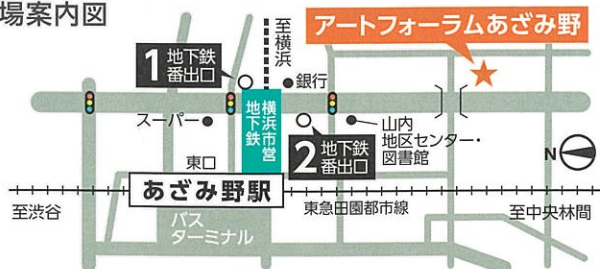 場案内図
アートフォーラムあざみ野
至横浜
1 地下鉄
番出口
銀行
スーパー
横浜市営
地下鉄
2 地下鉄
番出口
山内
地区センター・
図書館
N
東口
あざみ野駅
至渋谷
バス
ターミナル
東急田園都市線
至中央林間